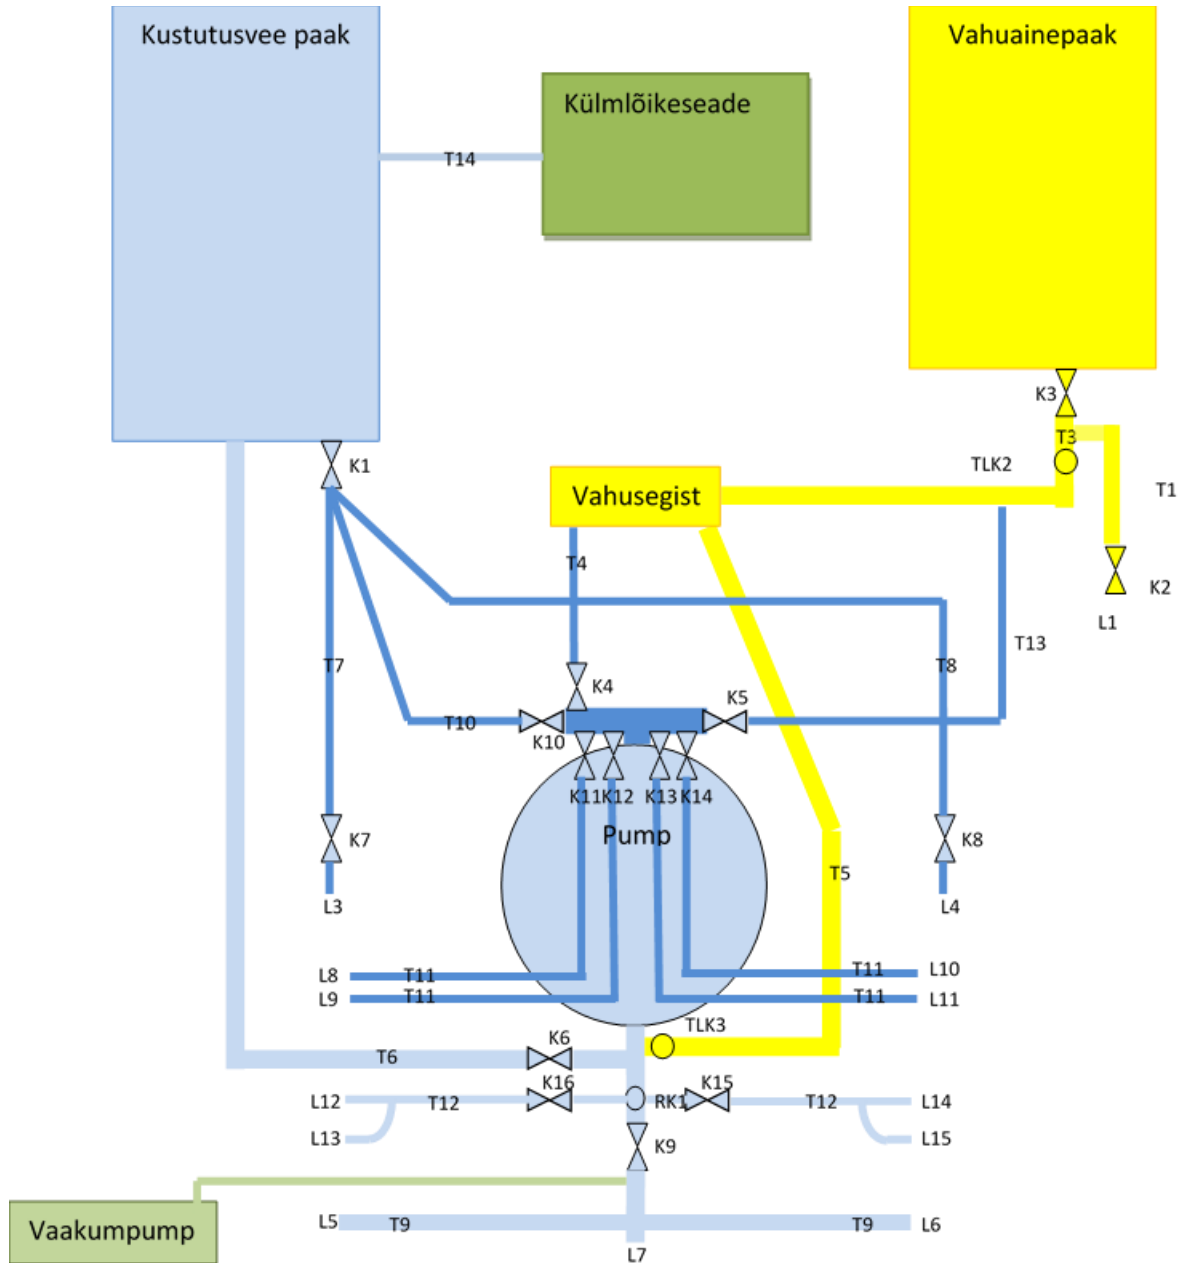 Kustutusvee paak
Vahuainepaak
Külmlõikeseade
T14
K3
T3
K1
TLK2
T1
Vahusegist
T4
K2
L1
T13
T7
T8
K4
K5
T10
K10
K11
K12
K13
K14
Pump
K7
K8
T5
L3
L4
L8
T11
T11
L10
L9
T11
T11
L11
TLK3
K6
T6
K16
K15
L12
T12
RK1
T12
L14
L13
L15
K9
L5
T9
T9
L6
Vaakumpump
L7